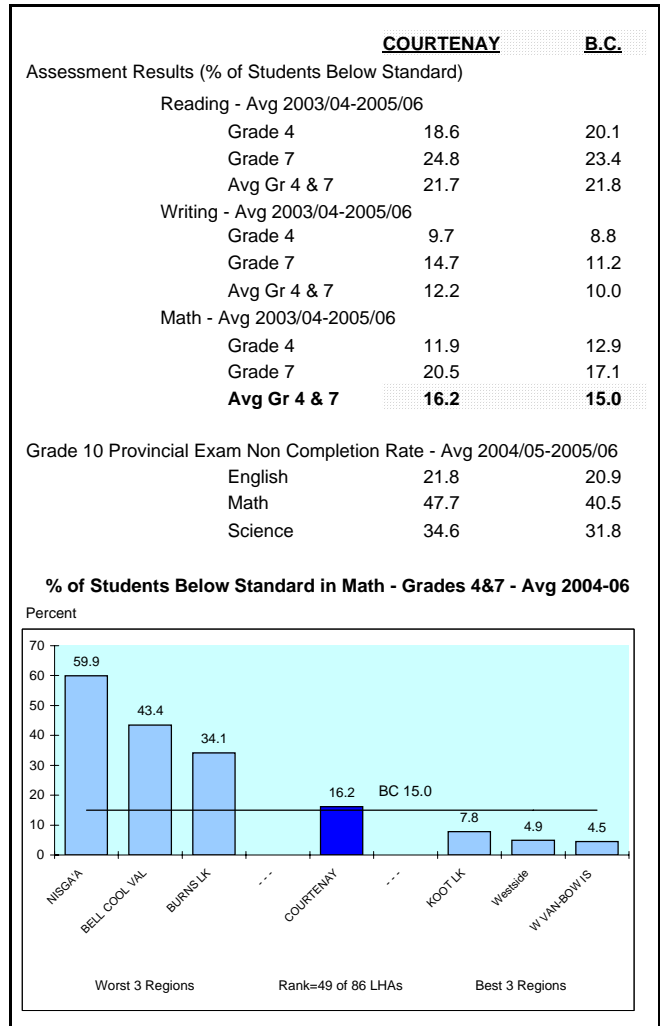 COURTENAY B.C.
Assessment Results (% of Students Below Standard)
Reading - Avg 2003/04-2005/06
Grade 4 18.6 20.1
Grade 7 24.8 23.4
Avg Gr 4 & 7 21.7 21.8
Writing - Avg 2003/04-2005/06
Grade 4 9.7 8.8
Grade 7 14.7 11.2
Avg Gr 4 & 7 12.2 10.0
Math - Avg 2003/04-2005/06
Grade 4 11.9 12.9
Grade 7 20.5 17.1
Avg Gr 4 & 7 16.2 15.0
Grade 10 Provincial Exam Non Completion Rate - Avg 2004/05-2005/06
English 21.8 20.9
Math 47.7 40.5
Science 34.6 31.8
% of Students Below Standard in Math - Grades 4&7 - Avg 2004-06
Percent
70
60
50
40
30
20
10
0
59.9
43.4
34.1
16.2
BC 15.0
7.8
4.9
4.5
NISGA'A
BELL COOL VAL
BURNS LK
- - -
COURTENAY
- - -
KOOT LK
Westside
W VAN-BOW IS
Worst 3 Regions Rank=49 of 86 LHAs Best 3 Regions